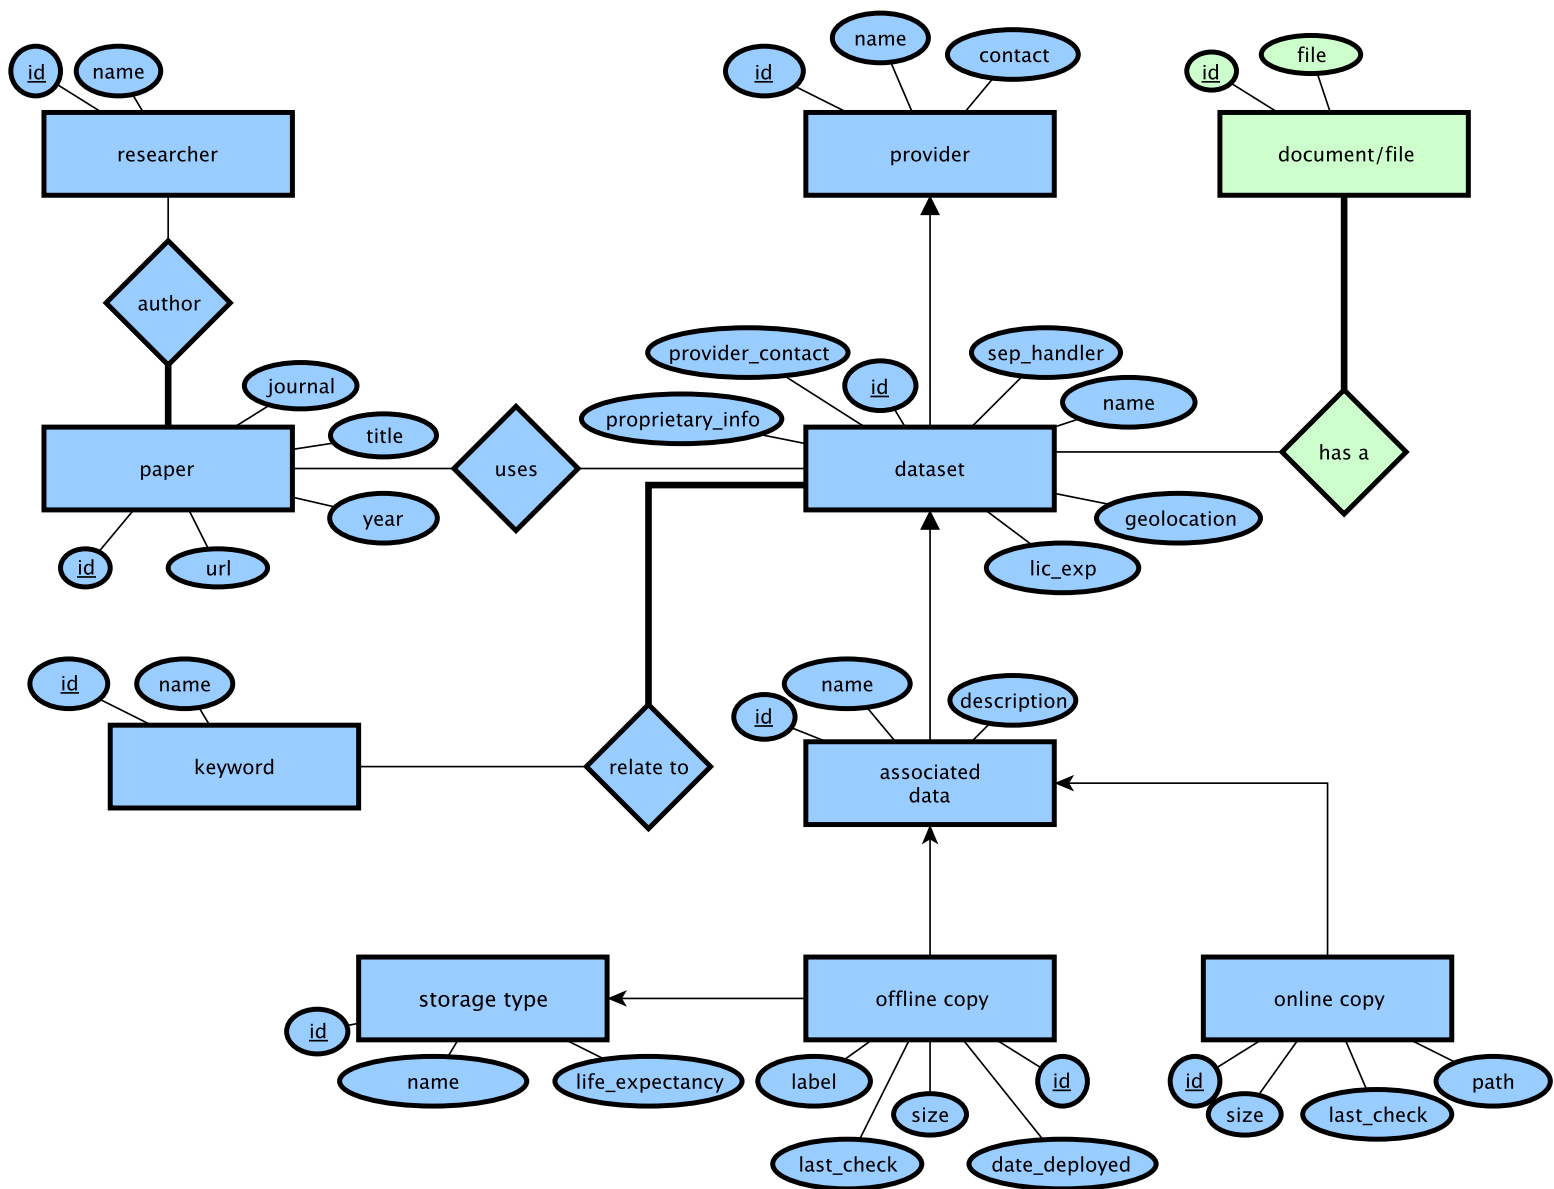 id
name
researcher
author
journal
title
paper
year
id
url
uses
id
name
contact
provider
id
file
document/file
has a
provider_contact
id
sep_handler
proprietary_info
name
dataset
geolocation
lic_exp
id
name
keyword
relate to
id
name
description
associated
data
storage type
id
name
life_expectancy
offline copy
label
id
size
last_check
date_deployed
online copy
id
size
last_check
path